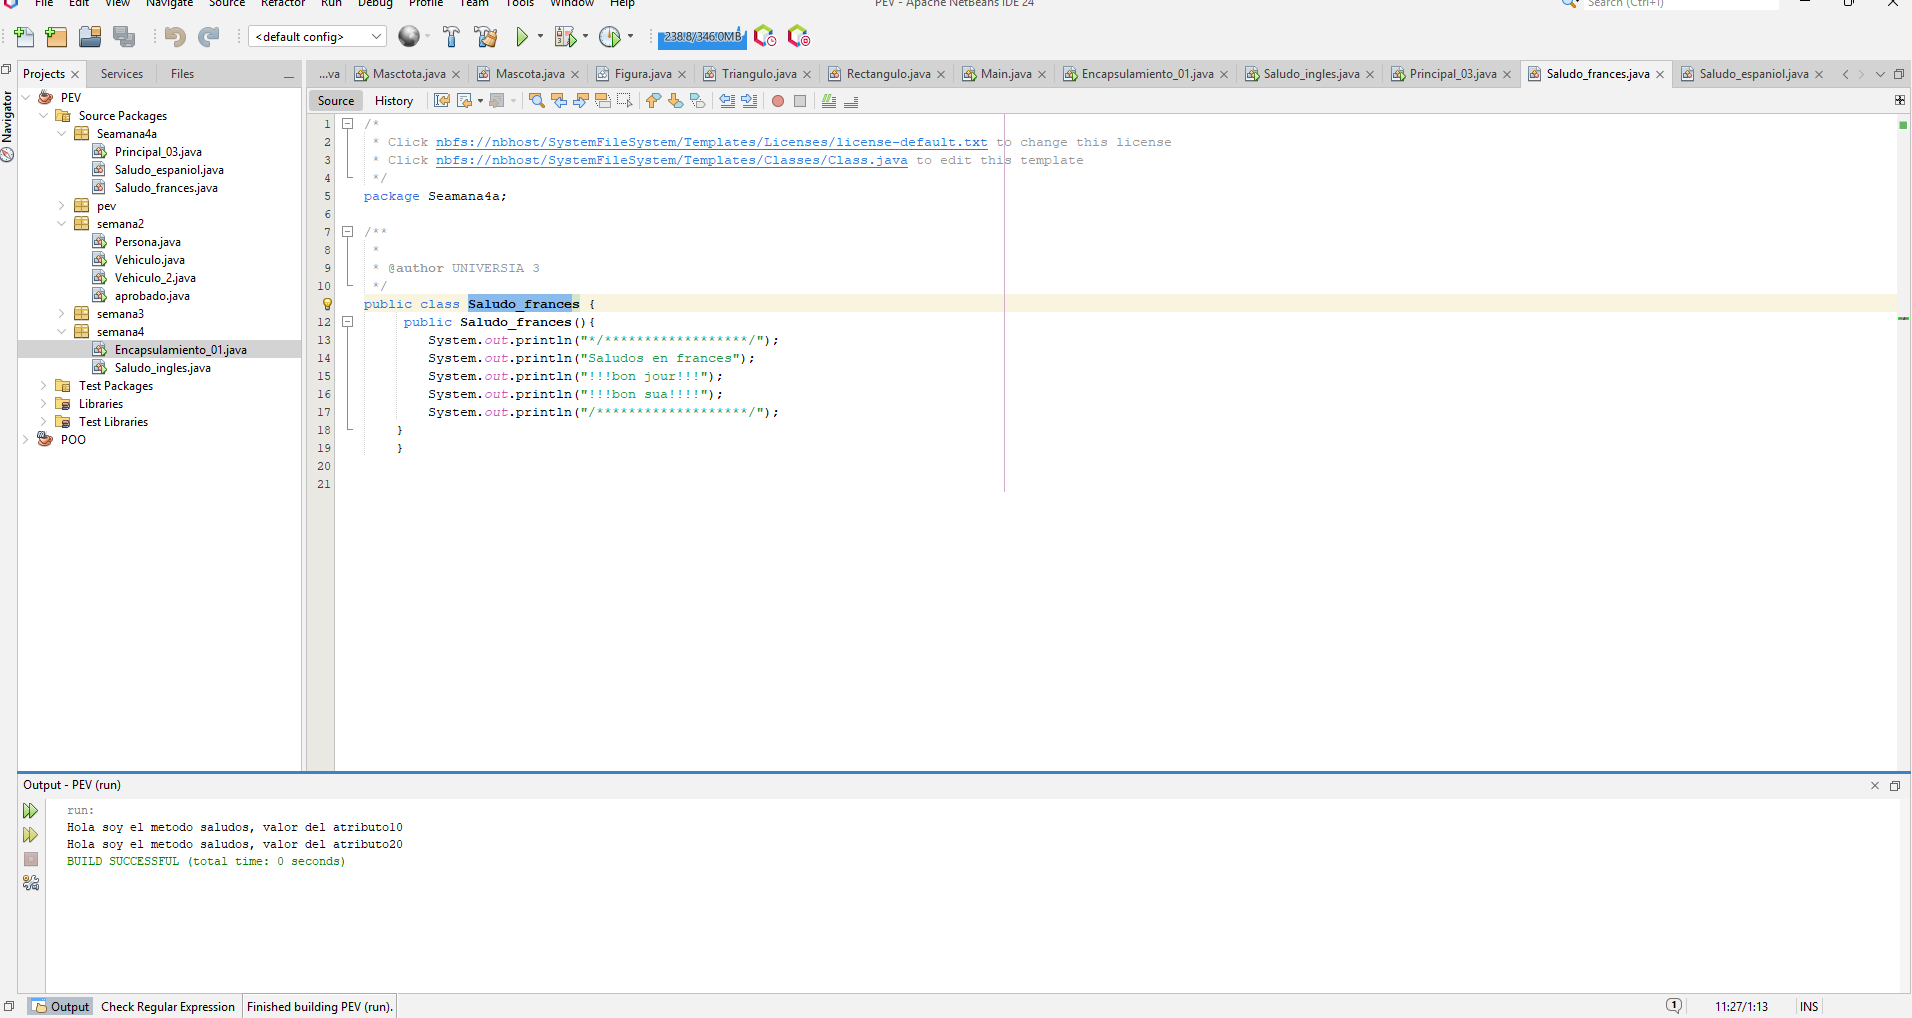 File Edit View Navigate Source Refactor Run Debug Profile Team Tools Window Help
PEV - Apache NetBeans IDE 24
Search (Ctrl+I)
<default config>
238.8/346.0MB
Projects Services Files
...va Masctota.java Mascota.java Figura.java Triangulo.java Rectangulo.java Main.java Encapsulamiento_01.java Saludo_ingles.java Principal_03.java Saludo_frances.java Saludo_espaniol.java
Navigator
PEV
Source Packages
Seamana4a
Principal_03.java
Saludo_espaniol.java
Saludo_frances.java
pev
semana2
Persona.java
Vehiculo.java
Vehiculo_2.java
aprobado.java
semana3
semana4
Encapsulamiento_01.java
Saludo_ingles.java
Test Packages
Libraries
Test Libraries
POO
Source History
1 /*
2 * Click nbfs://nbhost/SystemFileSystem/Templates/Licenses/license-default.txt to change this license
3 * Click nbfs://nbhost/SystemFileSystem/Templates/Classes/Class.java to edit this template
4 */
5 package Seamana4a;
6
7 /**
8 *
9 * @author UNIVERSIA 3
10 */
public class Saludo_frances {
12 public Saludo_frances(){
13 System.out.println("*/******************/");
14 System.out.println("Saludos en frances");
15 System.out.println("!!!bon jour!!!");
16 System.out.println("!!!bon sua!!!!");
17 System.out.println("/*******************/");
18 }
19 }
20
21
Output - PEV (run)
run:
Hola soy el metodo saludos, valor del atributo10
Hola soy el metodo saludos, valor del atributo20
BUILD SUCCESSFUL (total time: 0 seconds)
Output Check Regular Expression Finished building PEV (run).
1 11:27/1:13 INS